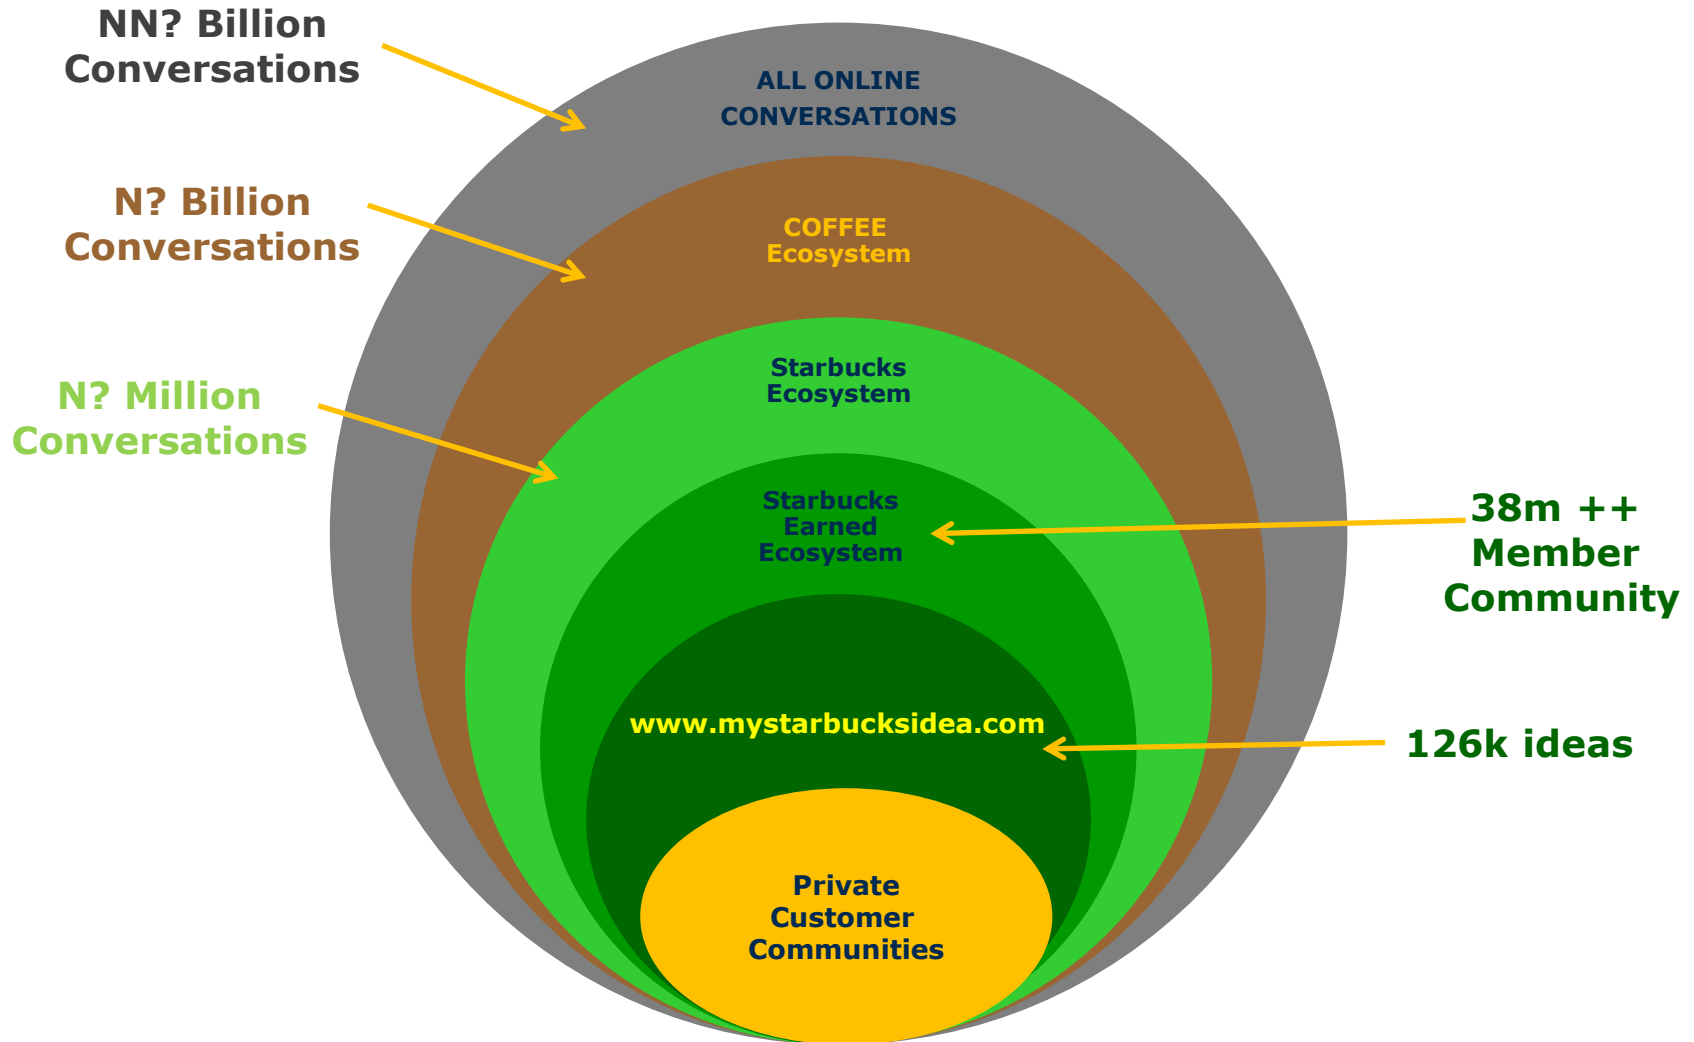 NN? Billion
Conversations
ALL ONLINE
CONVERSATIONS
N? Billion
Conversations
COFFEE
Ecosystem
Starbucks
Ecosystem
N? Million
Conversations
Starbucks
Earned
Ecosystem
38m ++
Member
Community
www.mystarbucksidea.com
126k ideas
Private
Customer
Communities